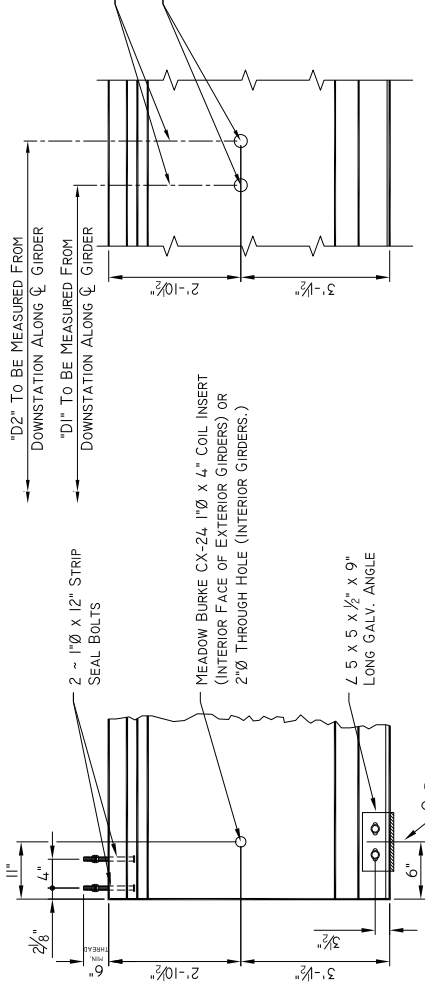 "D2" TO BE MEASURED FROM
DOWNSTATION ALONG ℄ GIRDER
"D1" TO BE MEASURED FROM
DOWNSTATION ALONG ℄ GIRDER
2'-10½"
3'-1½"
2 ~ 1"Ø x 12" STRIP
SEAL BOLTS
MEADOW BURKE CX-24 1"Ø x 4" COIL INSERT
(INTERIOR FACE OF EXTERIOR GIRDERS) OR
2"Ø THROUGH HOLE (INTERIOR GIRDERS.)
∠ 5 x 5 x ½" x 9"
LONG GALV. ANGLE
11"
4"
2⅛"
6"
MIN.
THREAD
2'-10½"
3'-1½"
3½"
6"